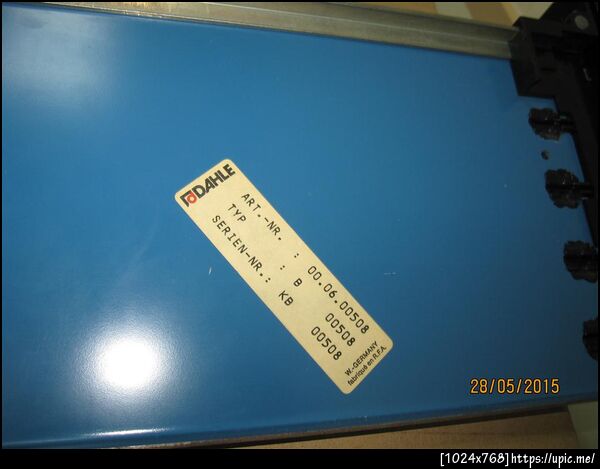 DAHLE
ART.-NR. : 00.06.00508
TYP : B 00508
SERIEN-NR.: KB 00508
W.-GERMANY
fabriqué en R.F.A.
28/05/2015
[1024x768]https://upic.me/